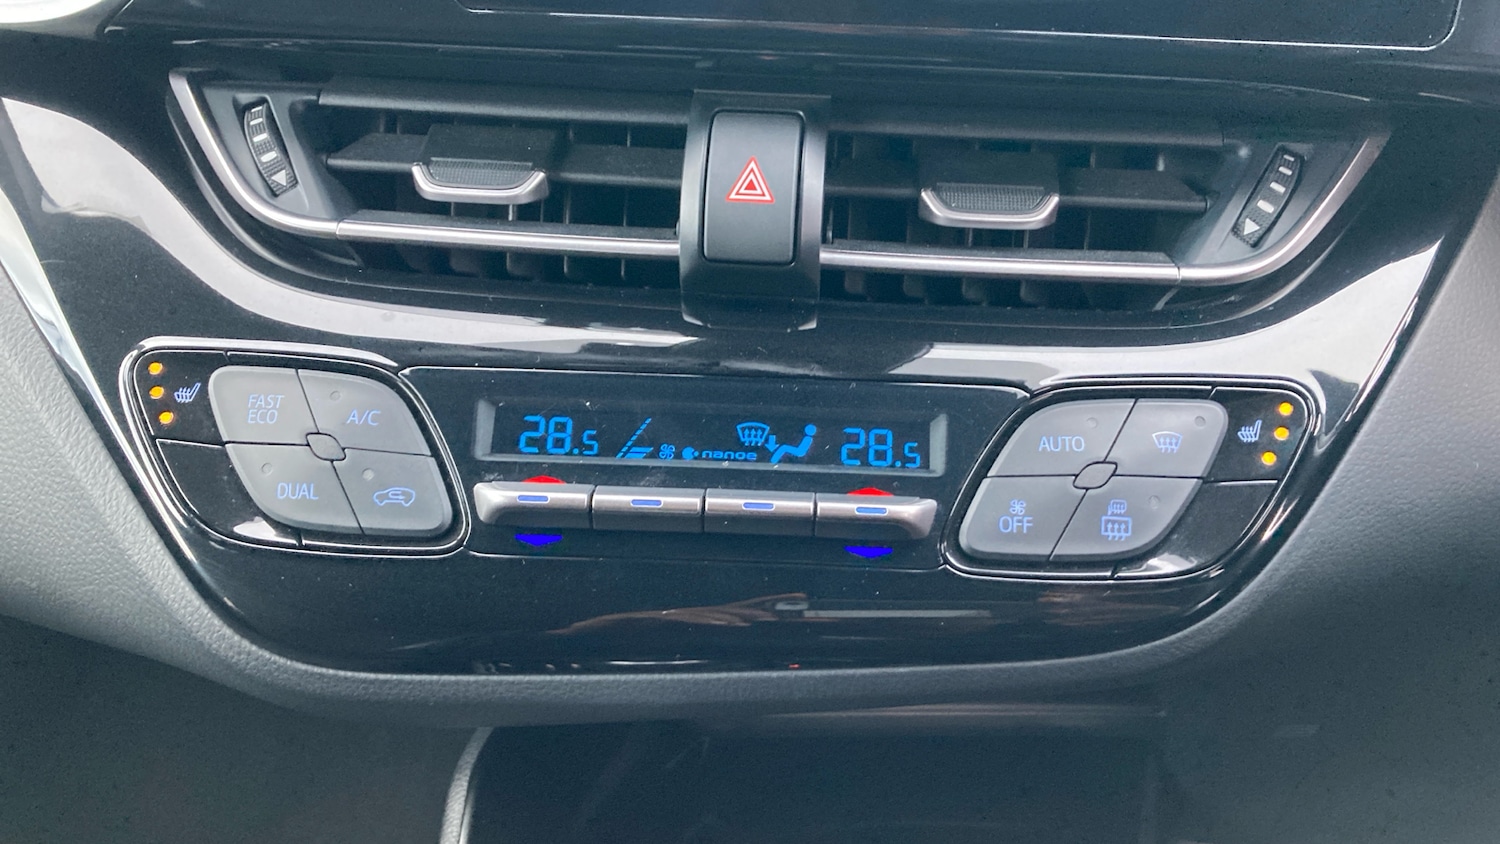 FAST
ECO
A/C
DUAL
28.5
nanoe
28.5
AUTO
OFF